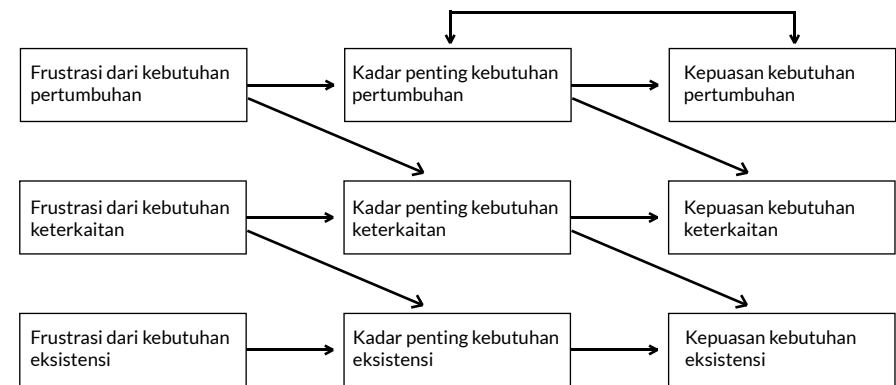 Frustrasi dari kebutuhan
pertumbuhan
Kadar penting kebutuhan
pertumbuhan
Kepuasan kebutuhan
pertumbuhan
Frustrasi dari kebutuhan
keterkaitan
Kadar penting kebutuhan
keterkaitan
Kepuasan kebutuhan
keterkaitan
Frustrasi dari kebutuhan
eksistensi
Kadar penting kebutuhan
eksistensi
Kepuasan kebutuhan
eksistensi